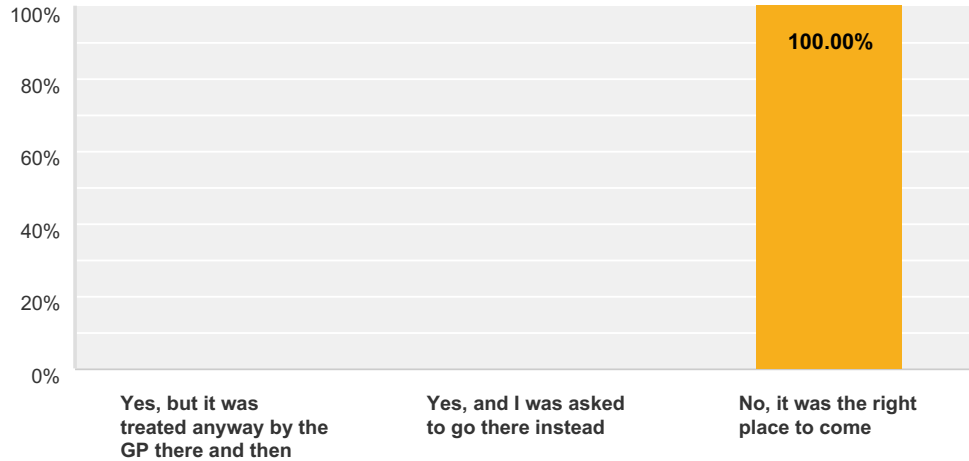 100%
100.00%
80%
60%
40%
20%
0%
Yes, but it was
treated anyway by the
GP there and then
Yes, and I was asked
to go there instead
No, it was the right
place to come